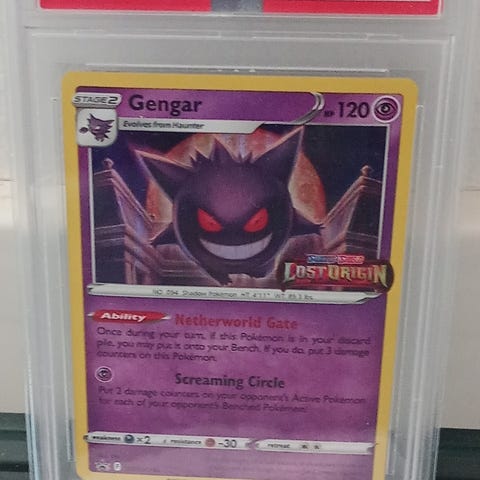 STAGE 2
Gengar
HP 120
Evolves from Haunter
LOST ORIGIN
NO. 094 Shadow Pokémon HT: 4'11" WT: 89.3 lbs.
Ability
Netherworld Gate
Once during your turn, if this Pokémon is in your discard
pile, you may put it onto your Bench. If you do, put 3 damage
counters on this Pokémon.
Screaming Circle
Put 2 damage counters on your opponent's Active Pokémon
for each of your opponent's Benched Pokémon.
weakness ×2 resistance -30 retreat